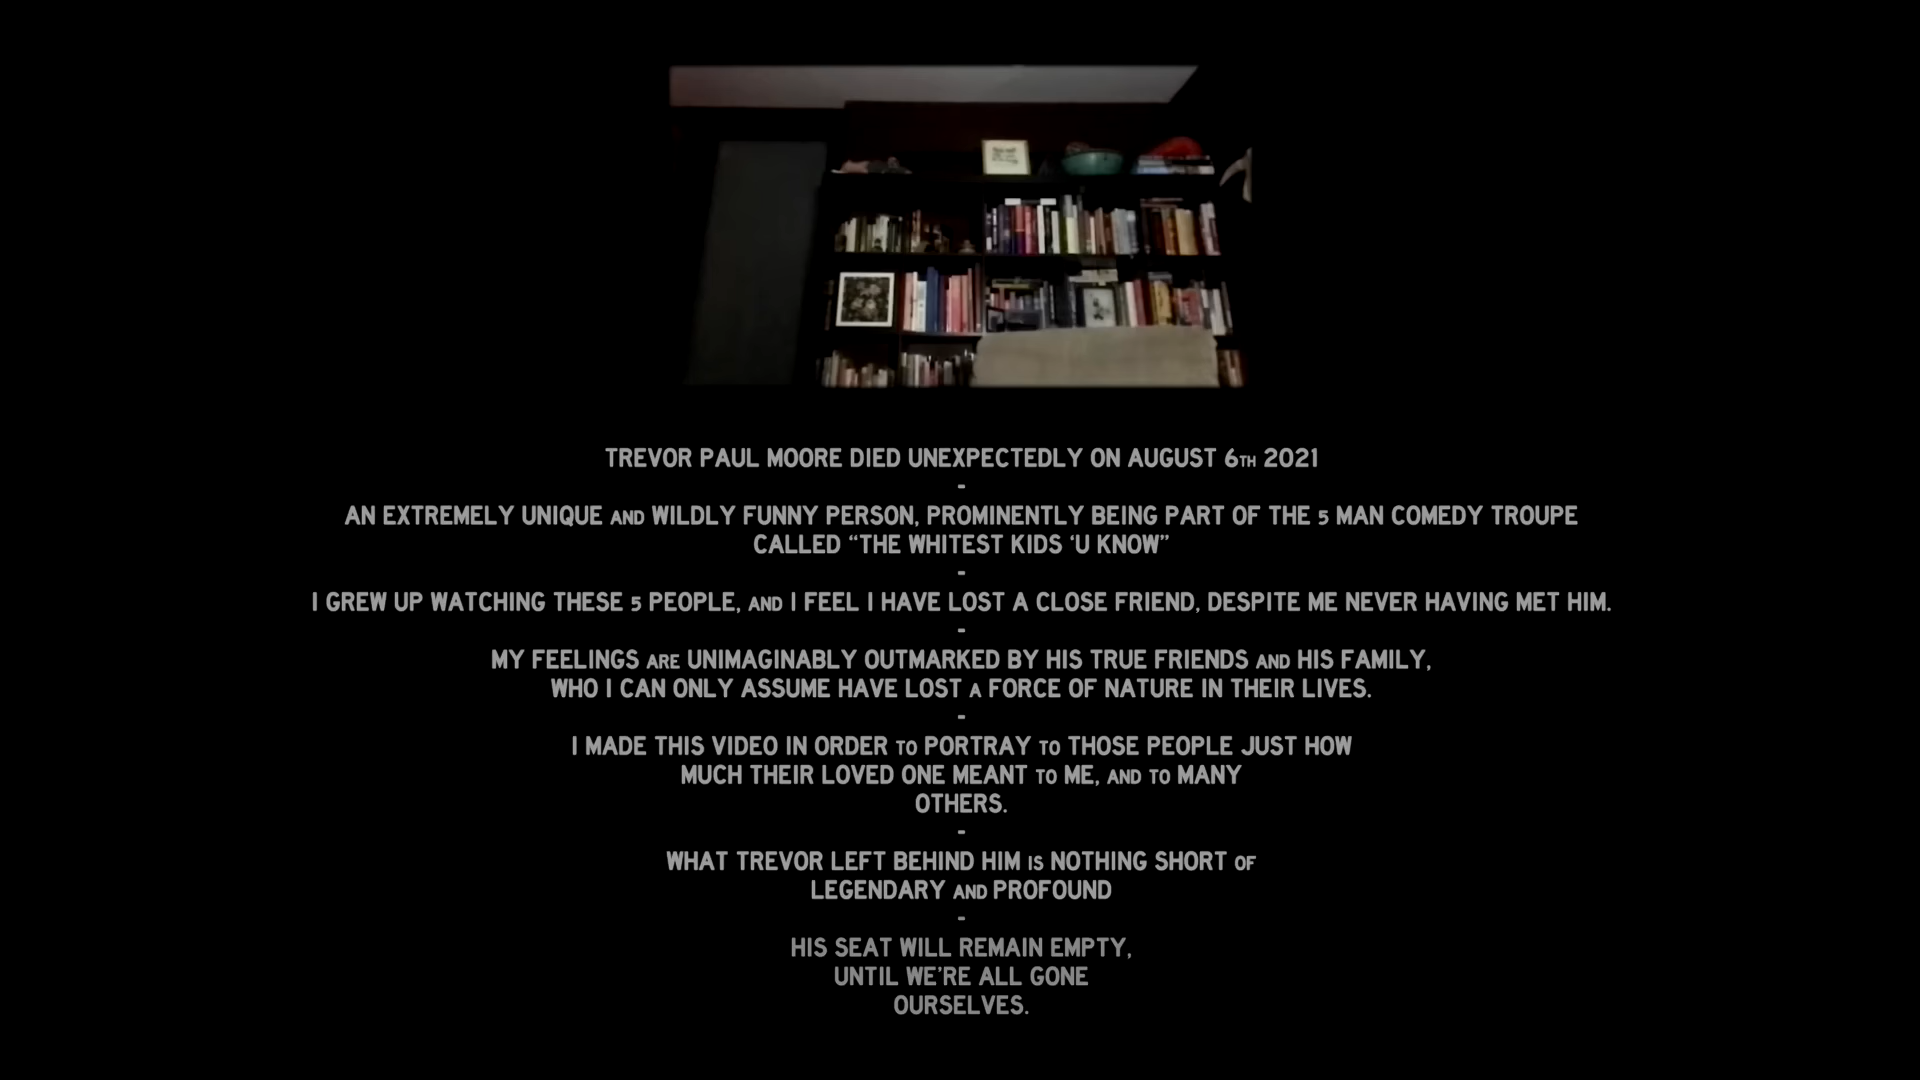 TREVOR PAUL MOORE DIED UNEXPECTEDLY ON AUGUST 6TH 2021
-
AN EXTREMELY UNIQUE AND WILDLY FUNNY PERSON, PROMINENTLY BEING PART OF THE 5 MAN COMEDY TROUPE
CALLED “THE WHITEST KIDS ‘U KNOW”
-
I GREW UP WATCHING THESE 5 PEOPLE, AND I FEEL I HAVE LOST A CLOSE FRIEND, DESPITE ME NEVER HAVING MET HIM.
-
MY FEELINGS ARE UNIMAGINABLY OUTMARKED BY HIS TRUE FRIENDS AND HIS FAMILY,
WHO I CAN ONLY ASSUME HAVE LOST A FORCE OF NATURE IN THEIR LIVES.
-
I MADE THIS VIDEO IN ORDER TO PORTRAY TO THOSE PEOPLE JUST HOW
MUCH THEIR LOVED ONE MEANT TO ME, AND TO MANY
OTHERS.
-
WHAT TREVOR LEFT BEHIND HIM IS NOTHING SHORT OF
LEGENDARY AND PROFOUND
-
HIS SEAT WILL REMAIN EMPTY,
UNTIL WE'RE ALL GONE
OURSELVES.